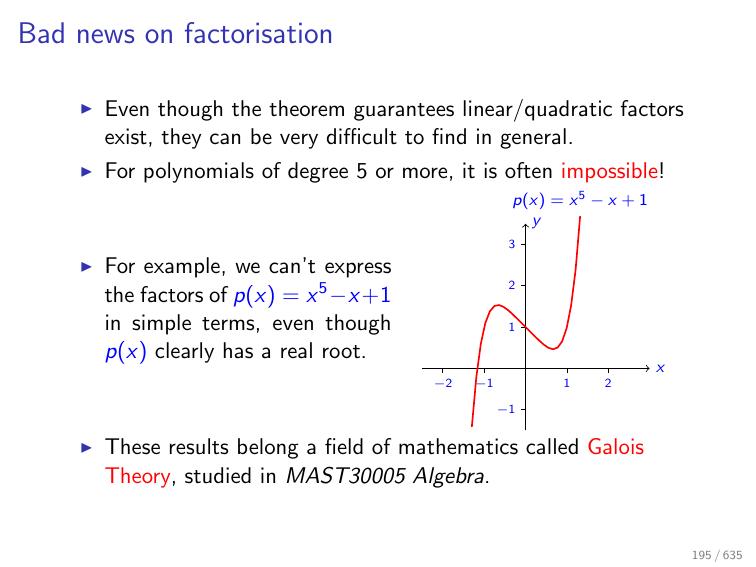 Bad news on factorisation
▶ Even though the theorem guarantees linear/quadratic factors
exist, they can be very difficult to find in general.
▶ For polynomials of degree 5 or more, it is often impossible!
p(x) = x⁵ − x + 1
y
3
2
1
−2 −1 1 2 x
−1
▶ For example, we can't express
the factors of p(x) = x⁵−x+1
in simple terms, even though
p(x) clearly has a real root.
▶ These results belong a field of mathematics called Galois
Theory, studied in MAST30005 Algebra.
195 / 635